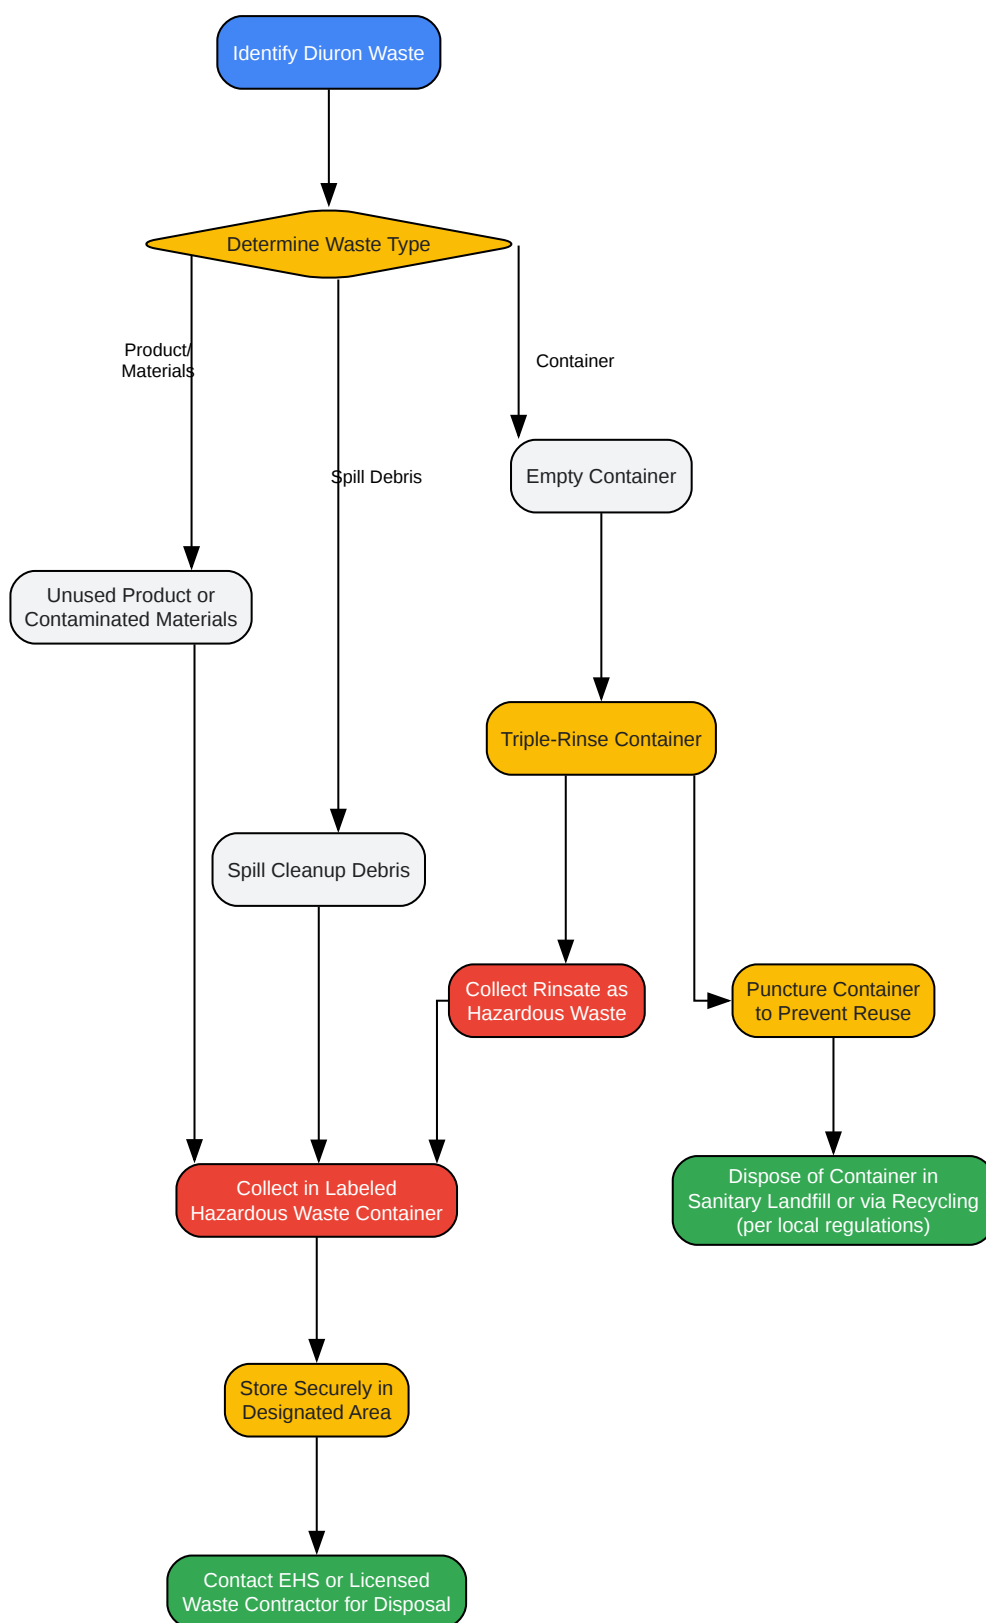 Identify Diuron Waste
Determine Waste Type
Product/
Materials
Container
Spill Debris
Empty Container
Unused Product or
Contaminated Materials
Triple-Rinse Container
Spill Cleanup Debris
Collect Rinsate as
Hazardous Waste
Puncture Container
to Prevent Reuse
Collect in Labeled
Hazardous Waste Container
Dispose of Container in
Sanitary Landfill or via Recycling
(per local regulations)
Store Securely in
Designated Area
Contact EHS or Licensed
Waste Contractor for Disposal